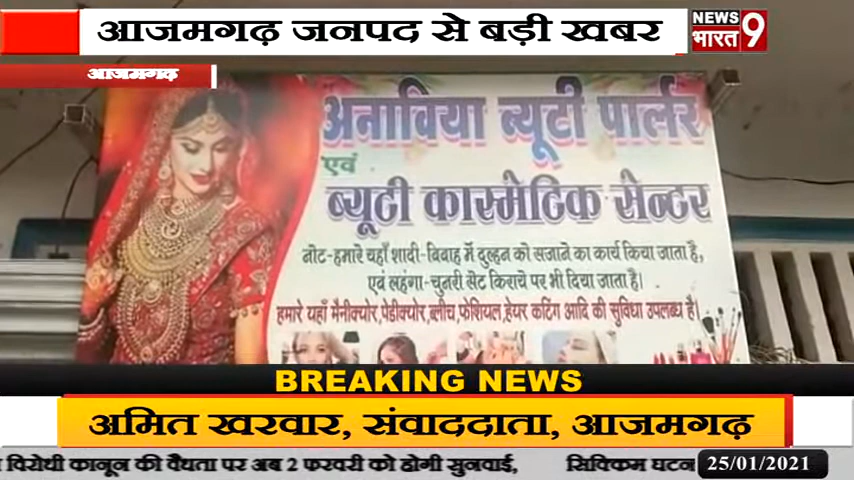 आजमगढ़ जनपद से बड़ी खबर
NEWS 9
भारत
आजमगढ़
अनाविया ब्यूटी पार्लर
एवं
ब्यूटी कास्मेटिक सेन्टर
नोट-हमारे यहाँ शादी-विवाह में दुल्हन को सजाने का कार्य किया जाता है,
एवं लहंगा-चुनरी सेट किराये पर भी दिया जाता है।
हमारे यहाँ मैनीक्योर,पेडीक्योर,ब्लीच,फेशियल,हेयर कटिंग आदि की सुविधा उपलब्ध है।
BREAKING NEWS
अमित खरवार, संवाददाता, आजमगढ़
विरोधी कानून की वैधता पर अब 2 फरवरी को होगी सुनवाई, सिक्किम घटन
25/01/2021